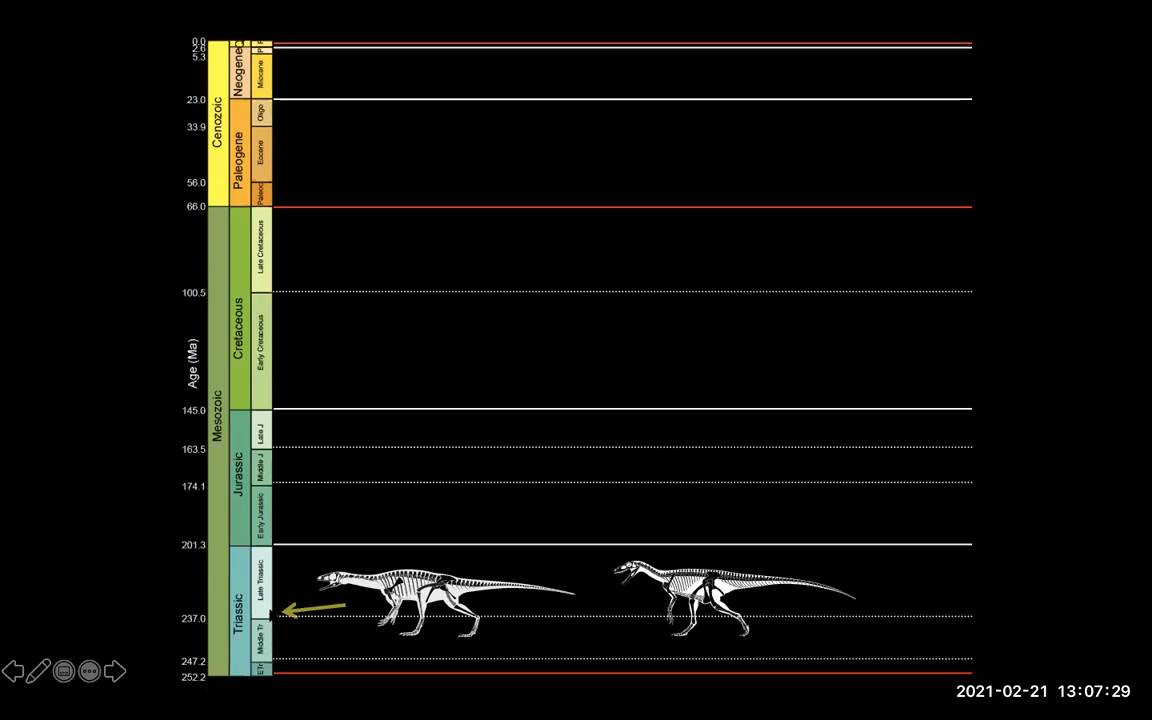 0.0
2.6
5.3
23.0
33.9
56.0
66.0
100.5
145.0
163.5
174.1
201.3
237.0
247.2
252.2
Age (Ma)
Cenozoic
Mesozoic
Q
Neogene
Paleogene
Cretaceous
Jurassic
Triassic
P
Miocene
Oligo
Eocene
Paleoc
Late Cretaceous
Early Cretaceous
Late J
Middle J
Early Jurassic
Late Triassic
Middle Tr
ETr
2021-02-21 13:07:29